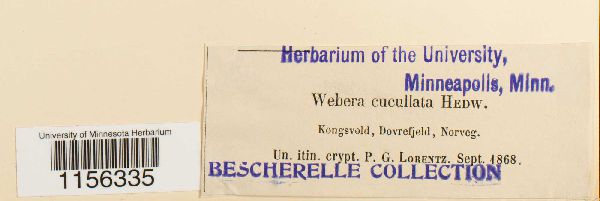 Herbarium of the University,
Minneapolis, Minn.
Webera cucullata HEDW.
Kongsvold, Dovrefjeld, Norveg.
Un. itin. crypt. P. G. LORENTZ. Sept. 1868.
BESCHERELLE COLLECTION
University of Minnesota Herbarium
1156335